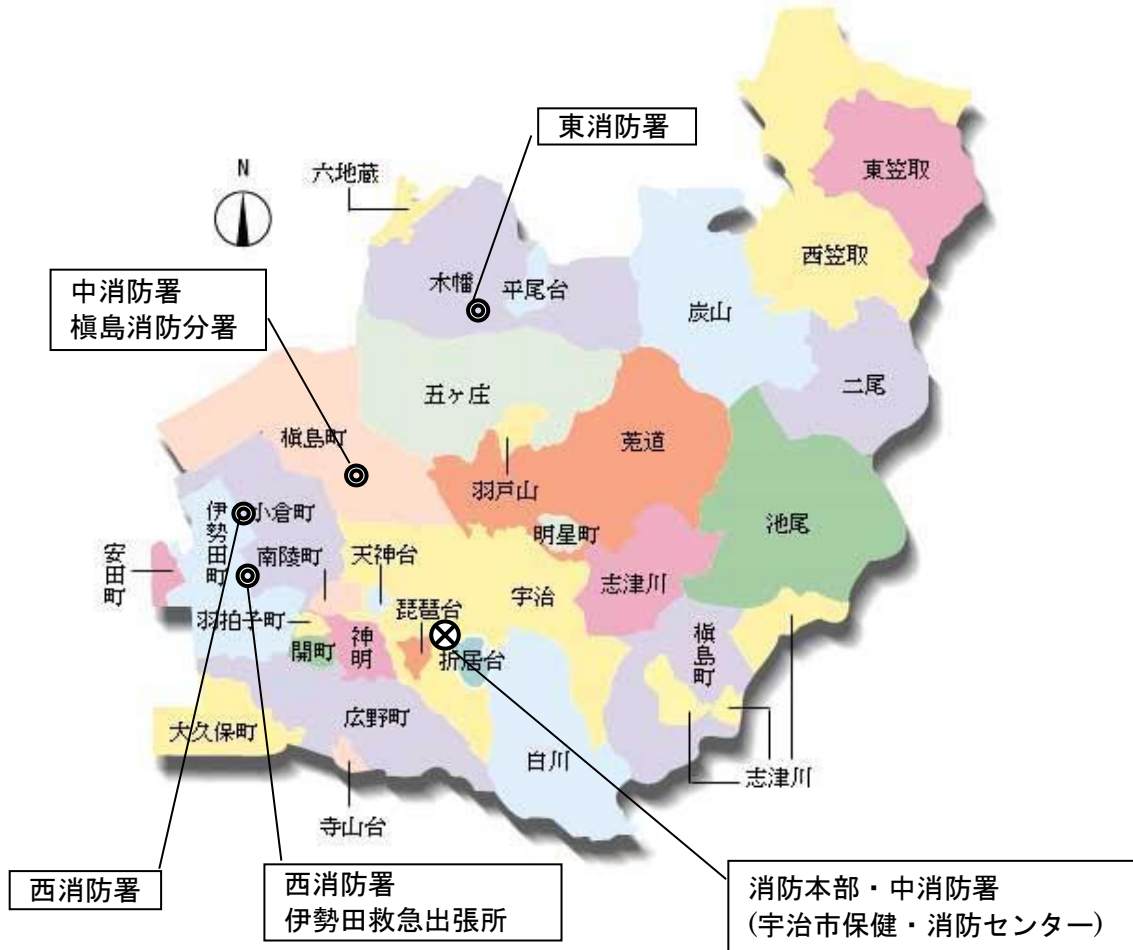 東消防署
N
六地蔵
東笠取
西笠取
中消防署
槇島消防分署
木幡
平尾台
炭山
二尾
五ヶ庄
槇島町
菟道
羽戸山
池尾
伊勢田町
小倉町
明星町
安田町
南陵町
天神台
志津川
宇治
羽拍子町
琵琶台
神明
開町
折居台
槇島町
広野町
大久保町
白川
志津川
寺山台
西消防署
西消防署
伊勢田救急出張所
消防本部・中消防署
(宇治市保健・消防センター)